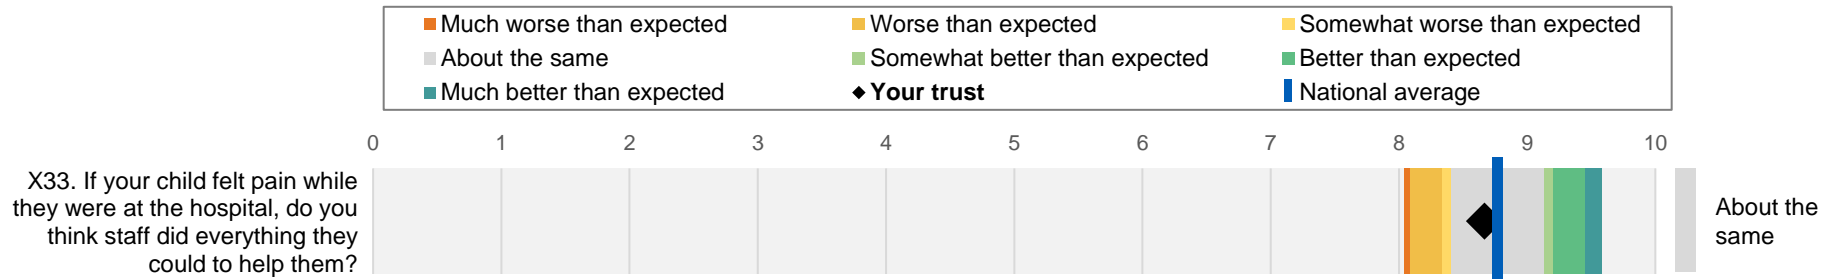 Much worse than expected
Worse than expected
Somewhat worse than expected
About the same
Somewhat better than expected
Better than expected
Much better than expected
Your trust
National average
0 1 2 3 4 5 6 7 8 9 10
X33. If your child felt pain while
they were at the hospital, do you
think staff did everything they
could to help them?
About the
same